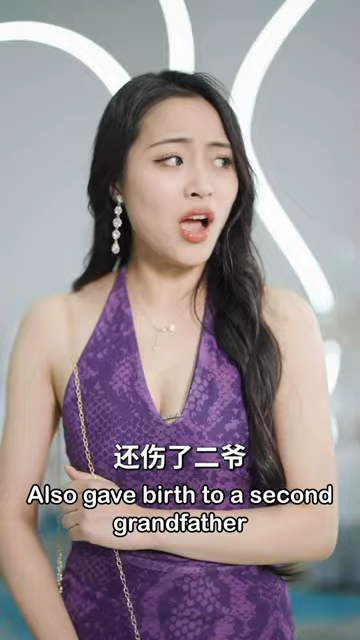 还伤了二爷
Also gave birth to a second
grandfather